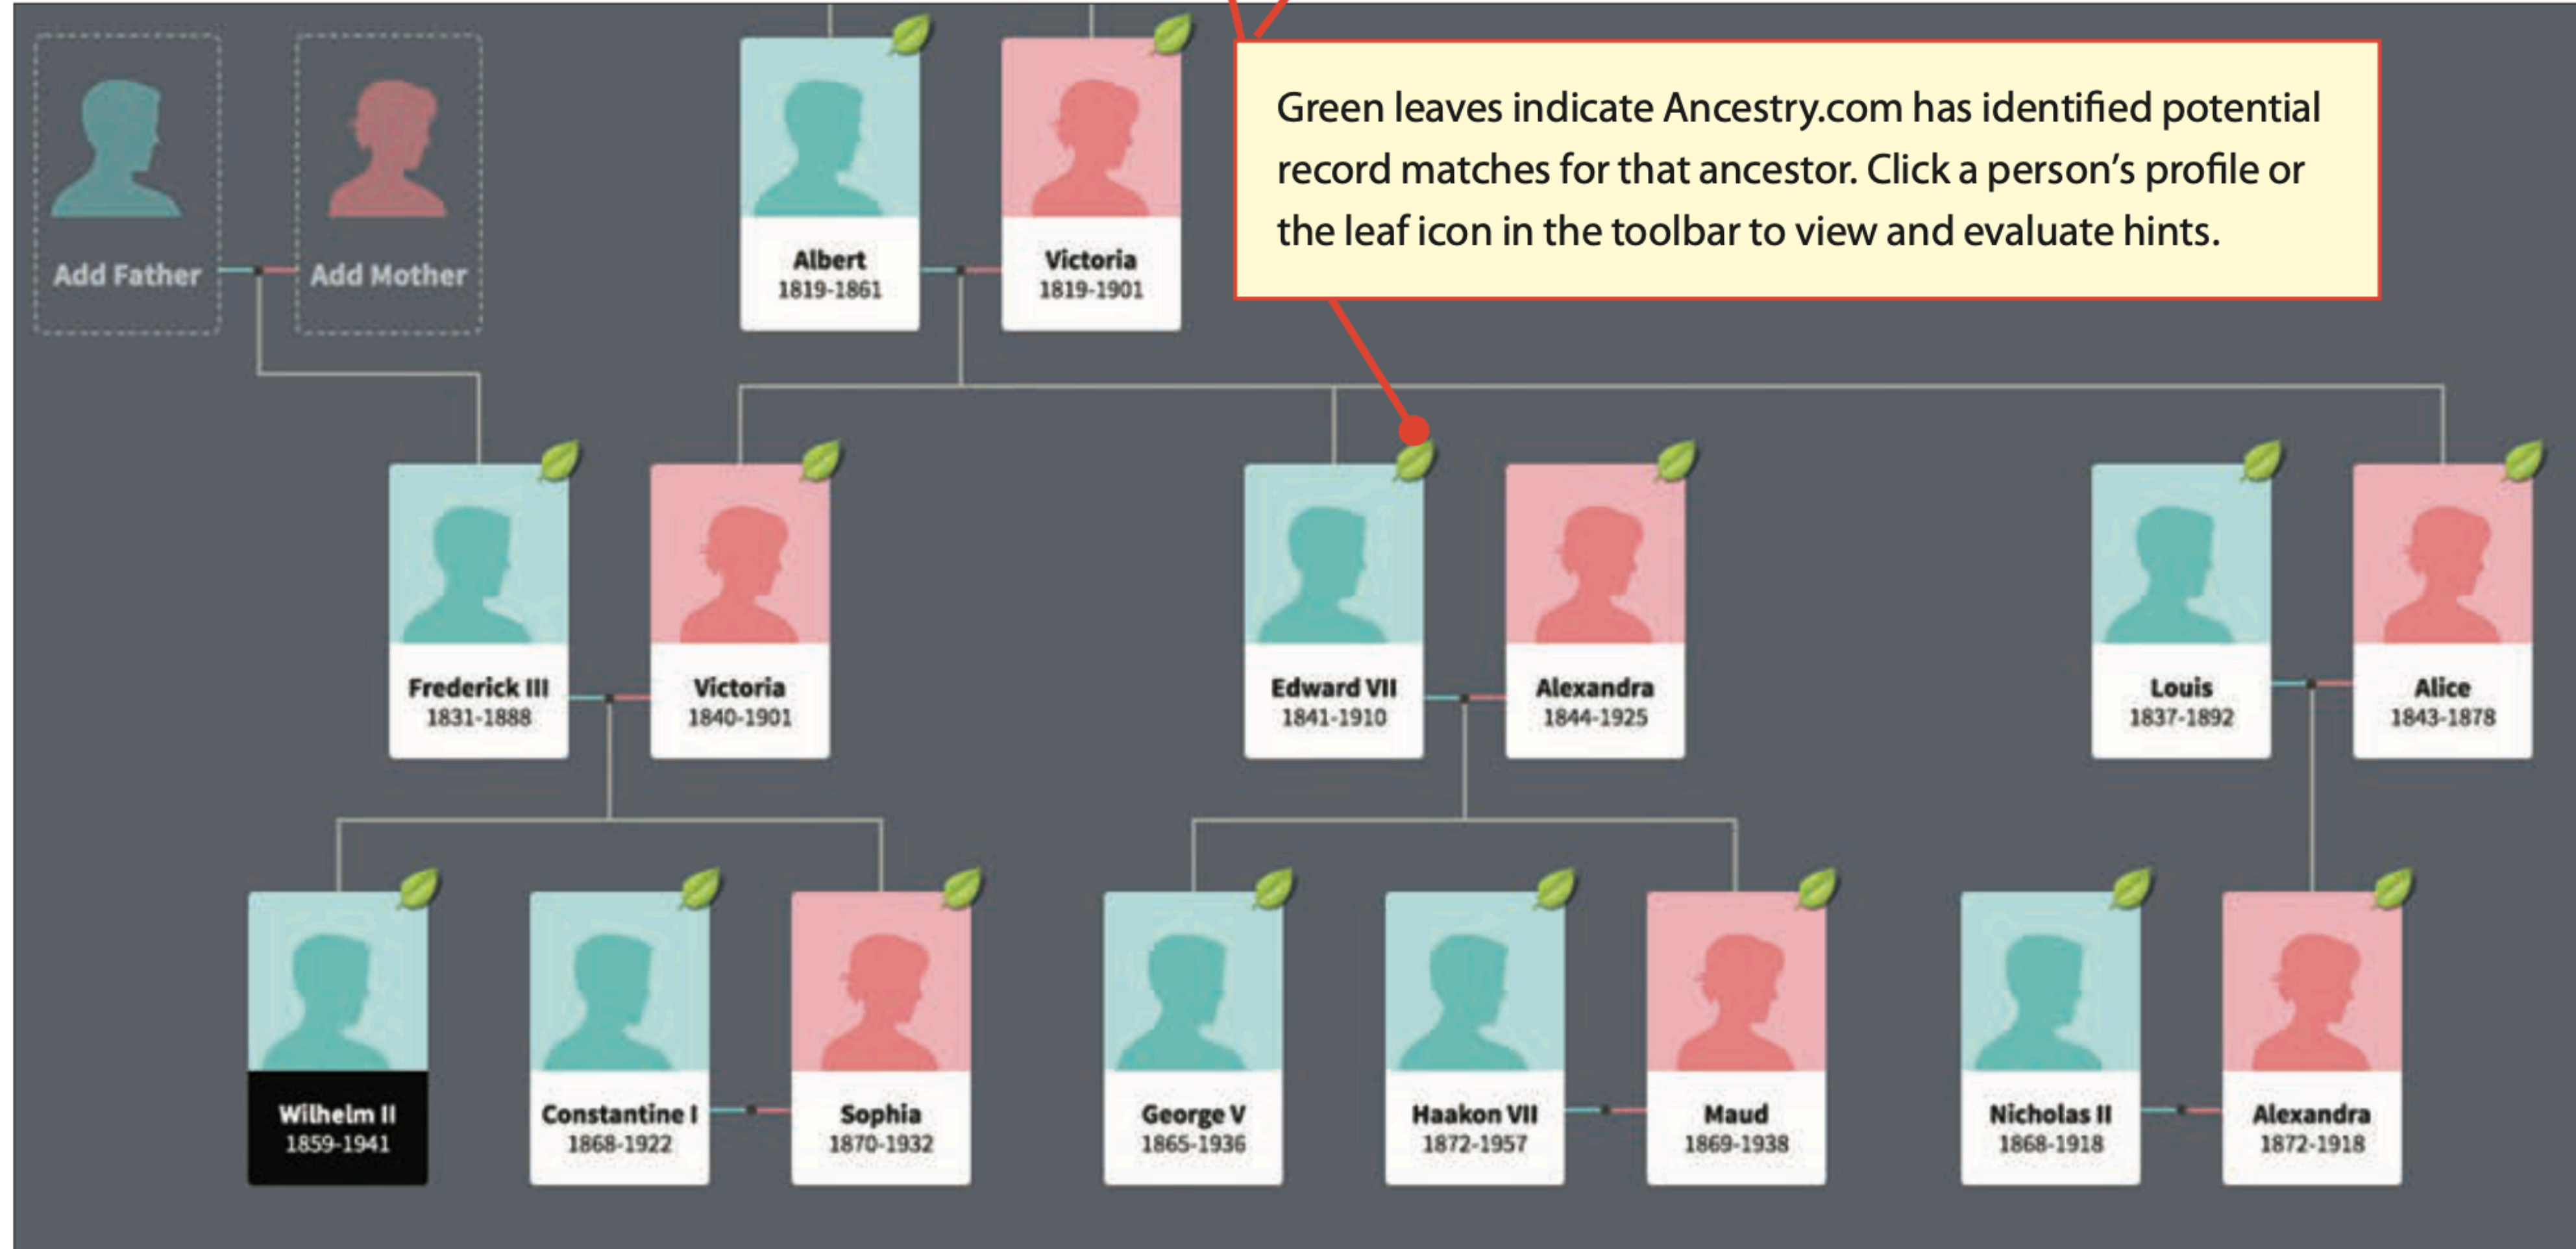 Green leaves indicate Ancestry.com has identified potential
record matches for that ancestor. Click a person’s profile or
the leaf icon in the toolbar to view and evaluate hints.
Add Father
Add Mother
Albert
1819-1861
Victoria
1819-1901
Frederick III
1831-1888
Victoria
1840-1901
Edward VII
1841-1910
Alexandra
1844-1925
Louis
1837-1892
Alice
1843-1878
Wilhelm II
1859-1941
Constantine I
1868-1922
Sophia
1870-1932
George V
1865-1936
Haakon VII
1872-1957
Maud
1869-1938
Nicholas II
1868-1918
Alexandra
1872-1918